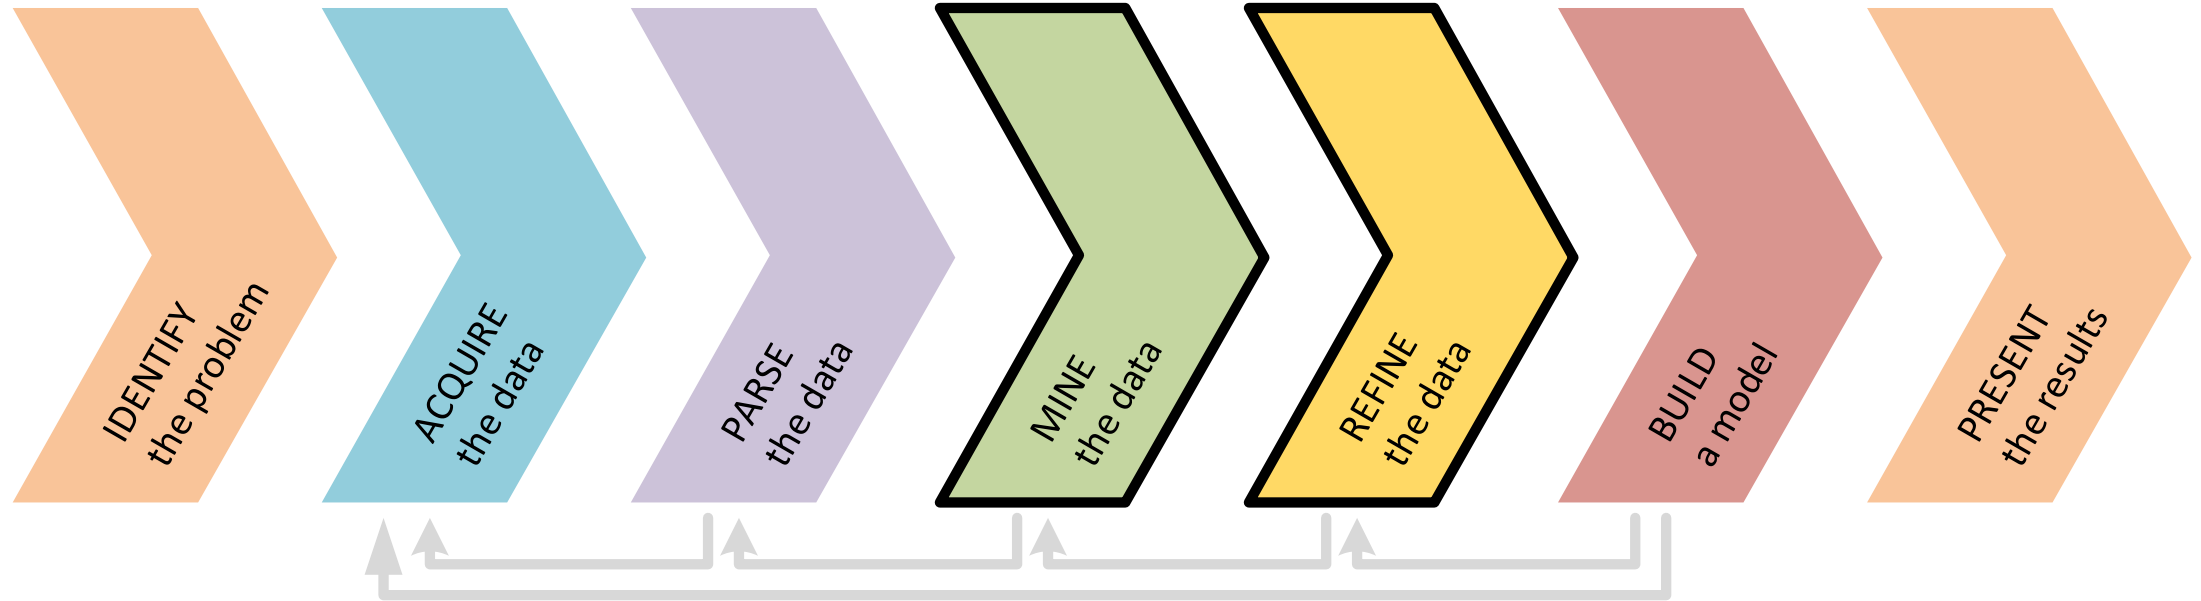 IDENTIFY
the problem
ACQUIRE
the data
PARSE
the data
MINE
the data
REFINE
the data
BUILD
a model
PRESENT
the results